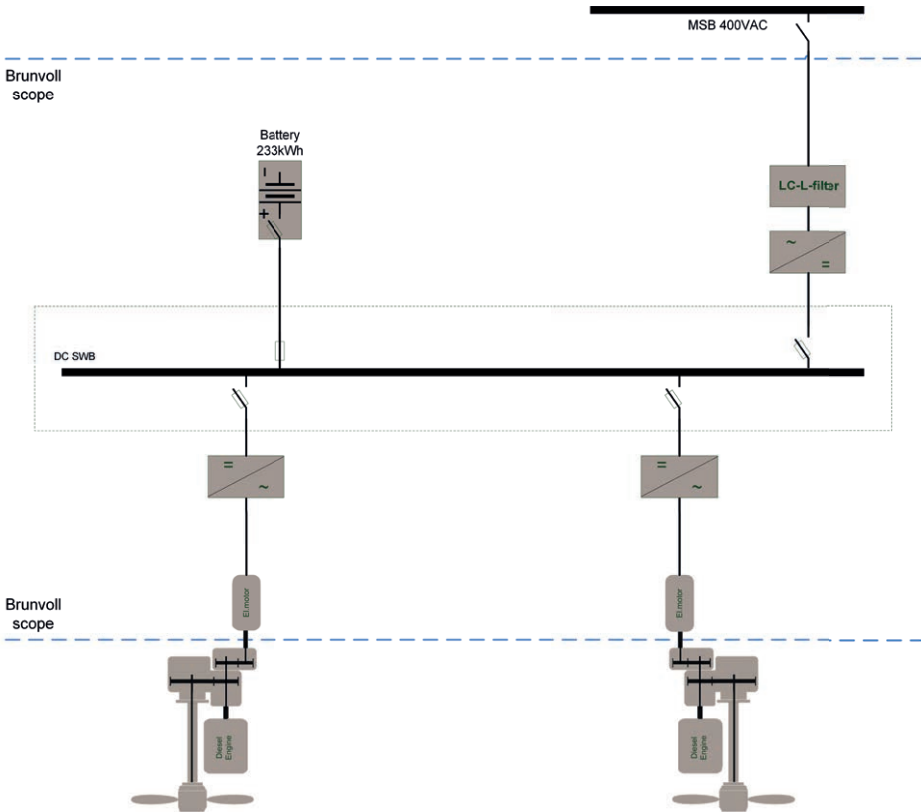 MSB 400VAC
Brunvoll
scope
Battery
233kWh
LC-L-filter
~
=
DC SWB
=
~
=
~
El.motor
El.motor
Brunvoll
scope
Diesel
Engine
Diesel
Engine